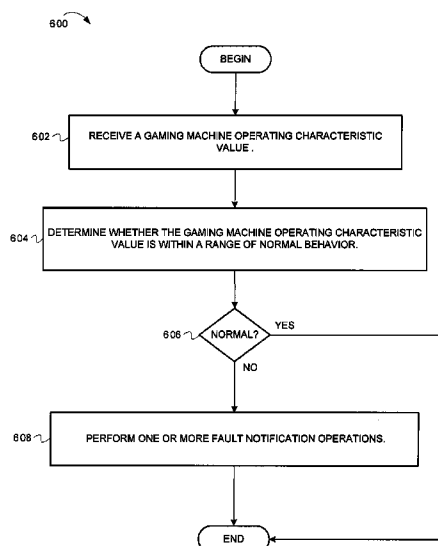 600
BEGIN
602
RECEIVE A GAMING MACHINE OPERATING CHARACTERISTIC
VALUE .
604
DETERMINE WHETHER THE GAMING MACHINE OPERATING CHARACTERISTIC
VALUE IS WITHIN A RANGE OF NORMAL BEHAVIOR.
606
NORMAL?
YES
NO
608
PERFORM ONE OR MORE FAULT NOTIFICATION OPERATIONS.
END